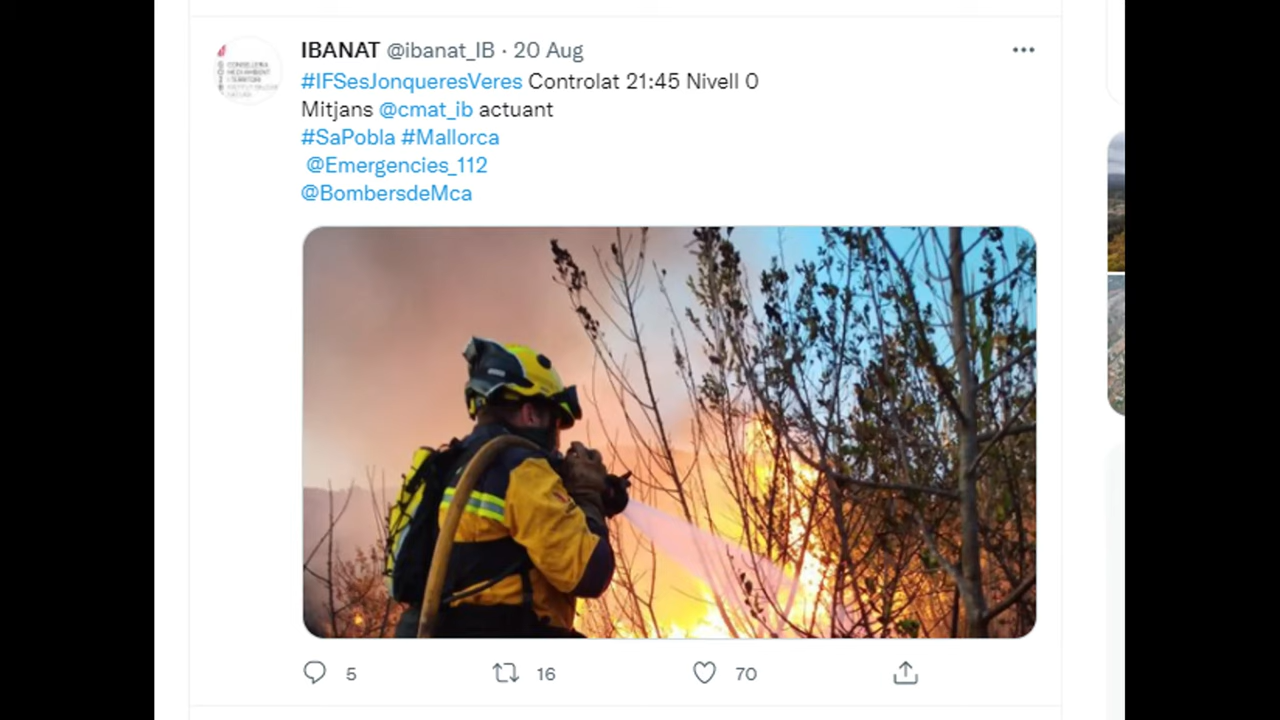 IBANAT @ibanat_IB · 20 Aug
#IFSesJonqueresVeres Controlat 21:45 Nivell 0
Mitjans @cmat_ib actuant
#SaPobla #Mallorca
@Emergencies_112
@BombersdeMca
5 16 70